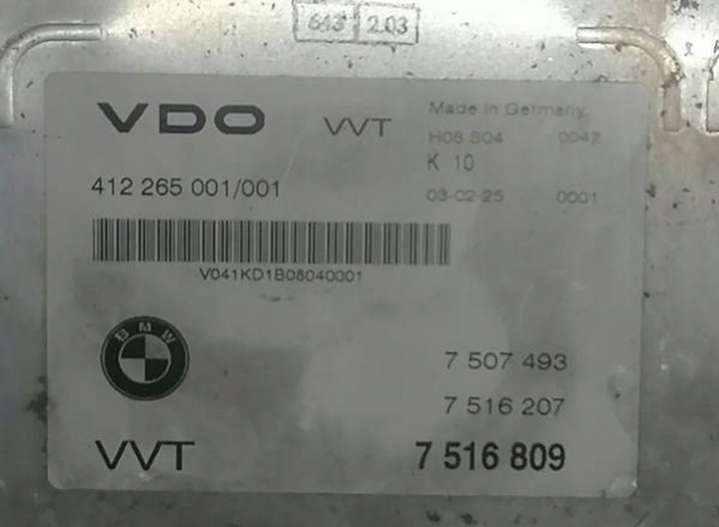 643 2.03
VDO VVT Made in Germany
H08 S04 0047
K 10
412 265 001/001
03-02-25 0001
V041KD1B08040001
BMW
7 507 493
7 516 207
VVT 7 516 809